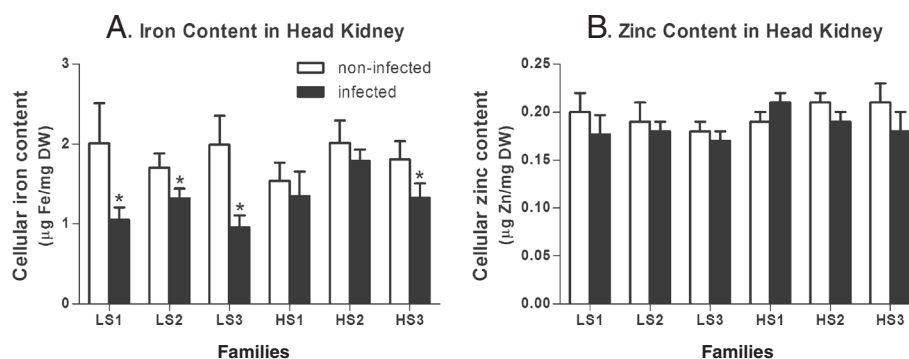 A. Iron Content in Head Kidney
3
2
1
0
Cellular iron content
(µg Fe/mg DW)
non-infected
infected
*
*
*
*
LS1 LS2 LS3 HS1 HS2 HS3
Families
B. Zinc Content in Head Kidney
0.25
0.20
0.15
0.10
0.05
0.00
Cellular zinc content
(µg Zn/mg DW)
LS1 LS2 LS3 HS1 HS2 HS3
Families